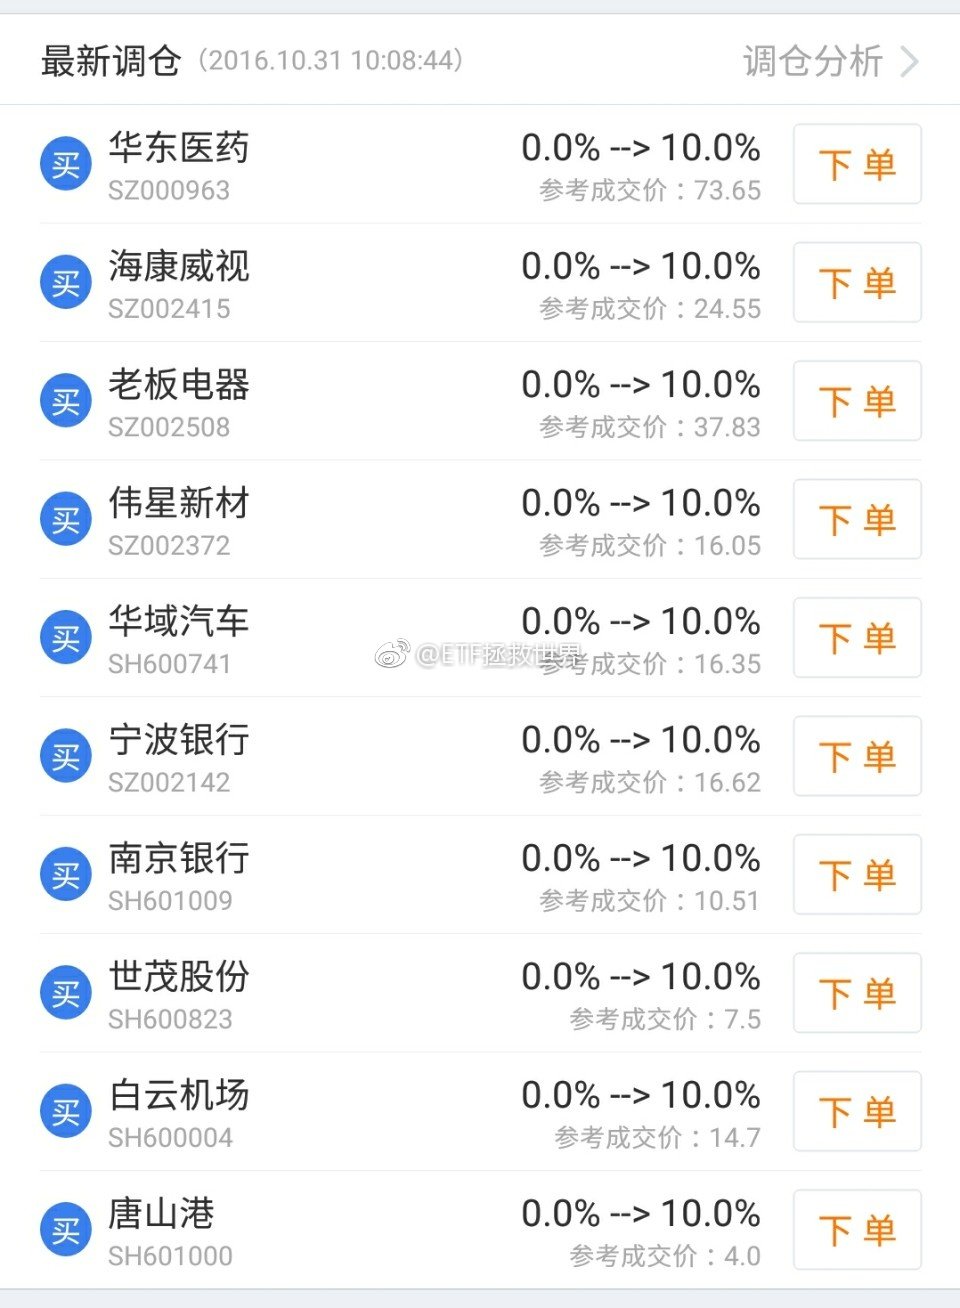 最新调仓（2016.10.31 10:08:44） 调仓分析
买 华东医药 0.0% --> 10.0% 下单
SZ000963 参考成交价：73.65
买 海康威视 0.0% --> 10.0% 下单
SZ002415 参考成交价：24.55
买 老板电器 0.0% --> 10.0% 下单
SZ002508 参考成交价：37.83
买 伟星新材 0.0% --> 10.0% 下单
SZ002372 参考成交价：16.05
买 华域汽车 0.0% --> 10.0% 下单
@ETF拯救世界
SH600741 参考成交价：16.35
买 宁波银行 0.0% --> 10.0% 下单
SZ002142 参考成交价：16.62
买 南京银行 0.0% --> 10.0% 下单
SH601009 参考成交价：10.51
买 世茂股份 0.0% --> 10.0% 下单
SH600823 参考成交价：7.5
买 白云机场 0.0% --> 10.0% 下单
SH600004 参考成交价：14.7
买 唐山港 0.0% --> 10.0% 下单
SH601000 参考成交价：4.0